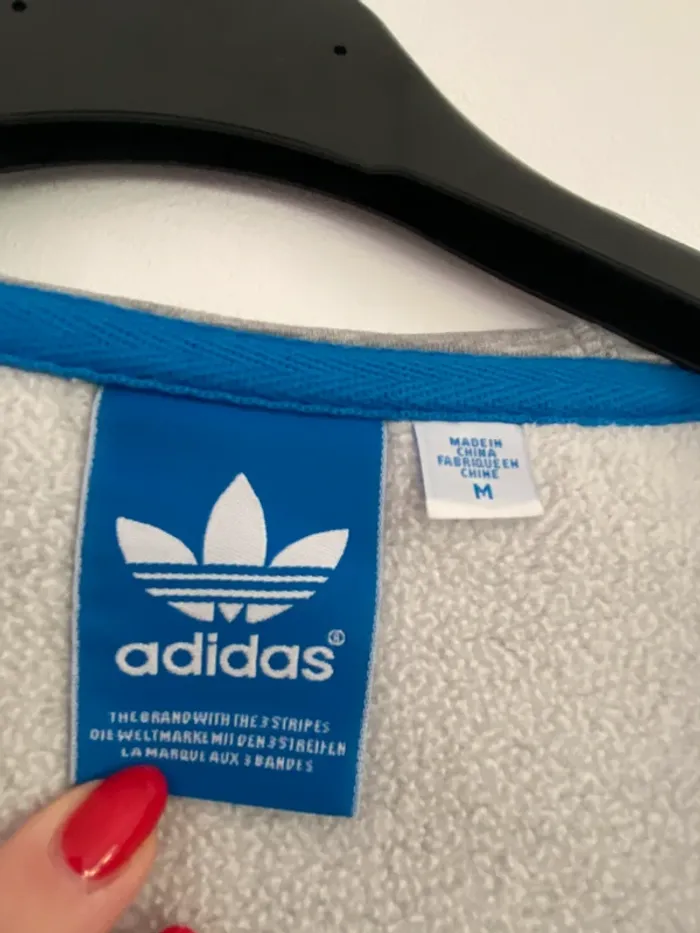 adidas®
THE BRAND WITH THE 3 STRIPES
DIE WELTMARKE MIT DEN 3 STREIFEN
LA MARQUE AUX 3 BANDES
MADE IN
CHINA
FABRIQUE EN
CHINE
M